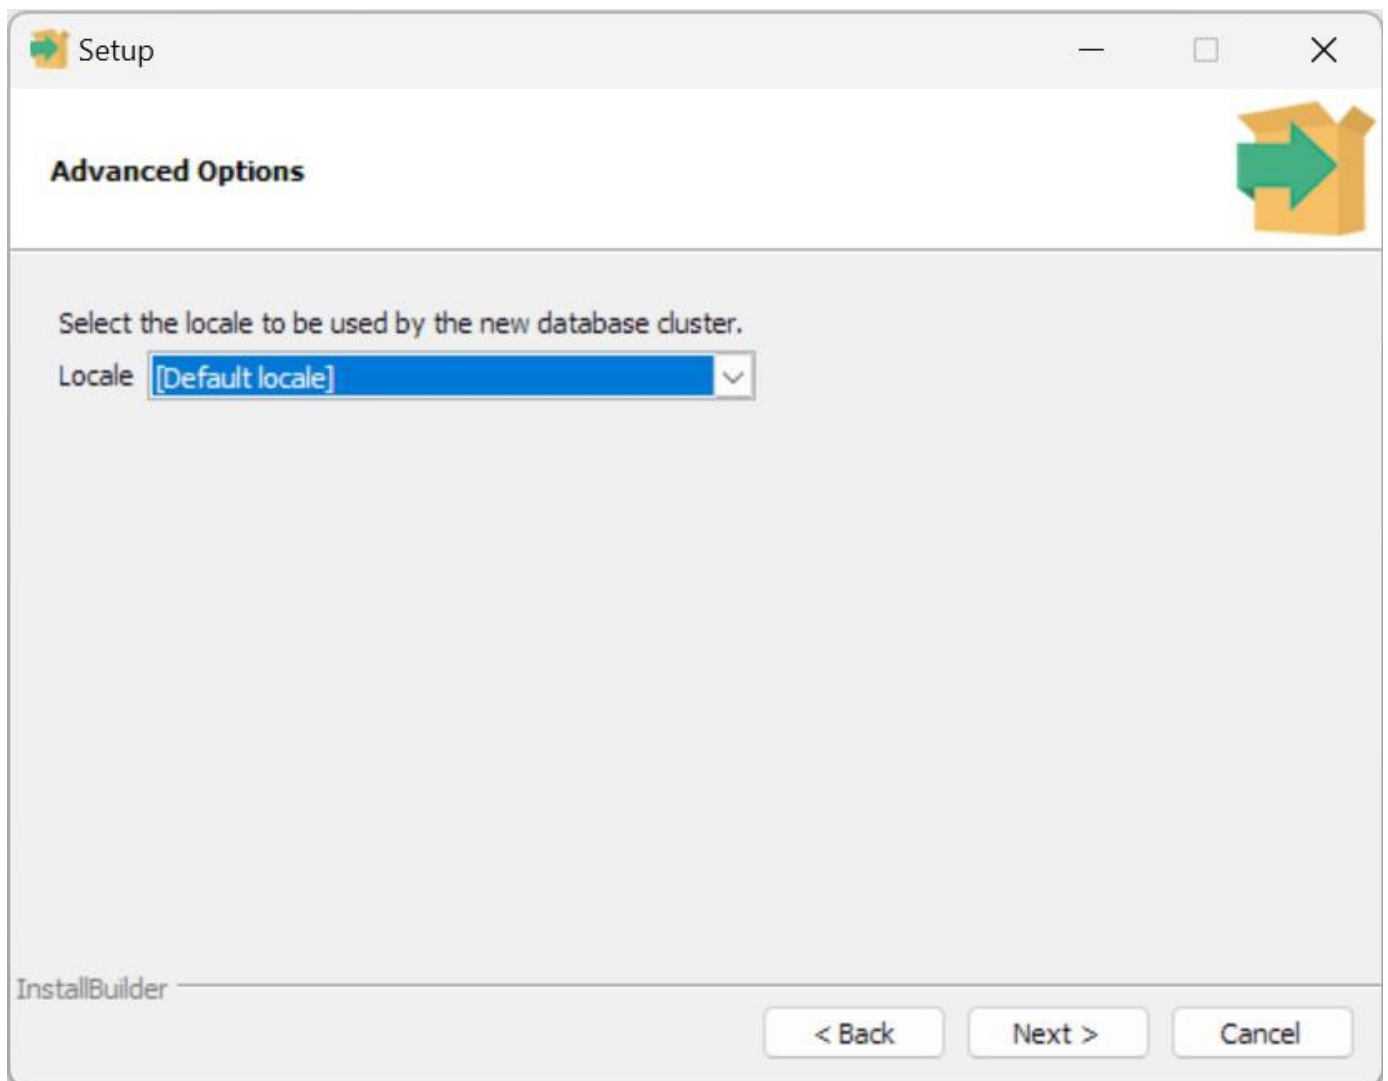 Setup
Advanced Options
Select the locale to be used by the new database cluster.
Locale [Default locale]
InstallBuilder
< Back Next > Cancel